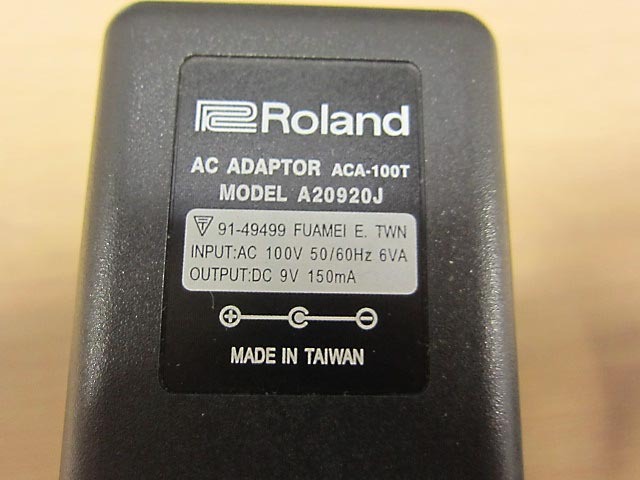 Roland
AC ADAPTOR ACA-100T
MODEL A20920J
91-49499 FUAMEI E. TWN
INPUT:AC 100V 50/60Hz 6VA
OUTPUT:DC 9V 150mA
MADE IN TAIWAN